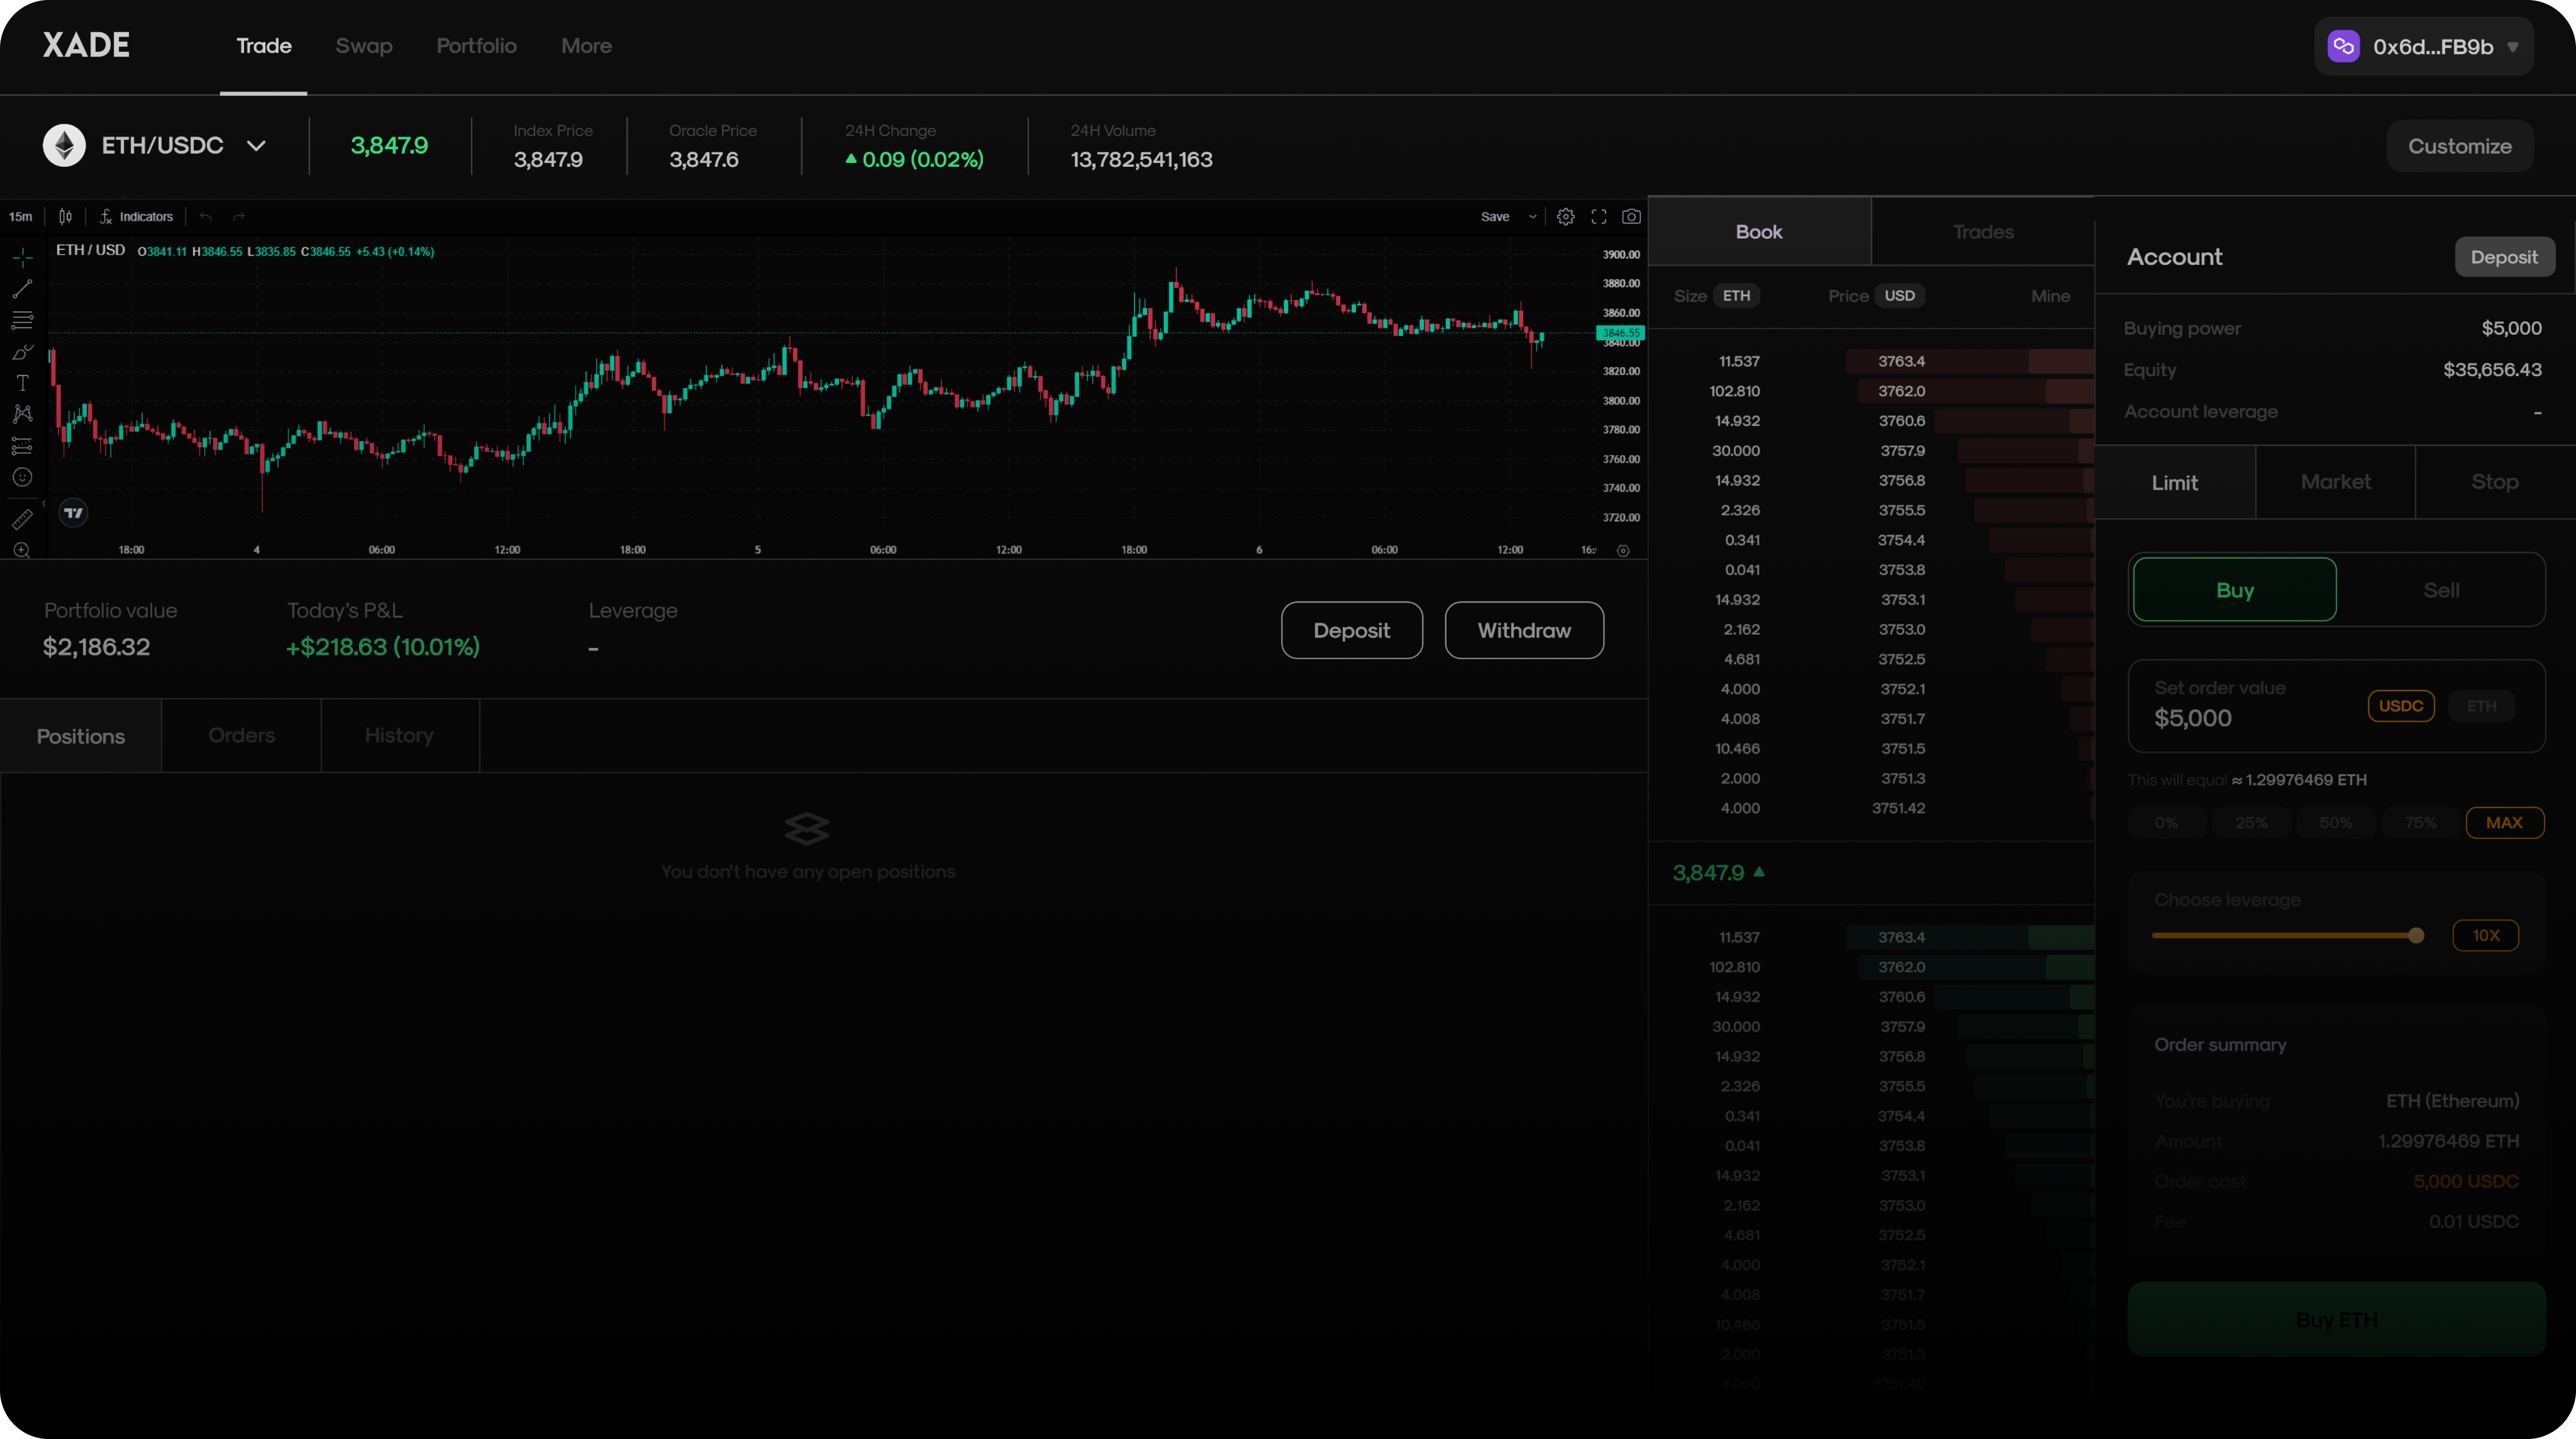 XADE
Trade Swap Portfolio More
0x6d...FB9b
ETH/USDC
3,847.9
Index Price
3,847.9
Oracle Price
3,847.6
24H Change
0.09 (0.02%)
24H Volume
13,782,541,163
Customize
15m Indicators
Save
ETH / USD O3841.11 H3846.55 L3835.85 C3846.55 +5.43 (+0.14%)
3900.00
3880.00
3860.00
3846.55
3840.00
3820.00
3800.00
3780.00
3760.00
3740.00
3720.00
18:00 4 06:00 12:00 18:00 5 06:00 12:00 18:00 6 06:00 12:00 16:
Portfolio value
$2,186.32
Today's P&L
+$218.63 (10.01%)
Leverage
-
Deposit
Withdraw
Positions Orders History
You don't have any open positions
Book Trades
Size ETH Price USD Mine
11.537 3763.4
102.810 3762.0
14.932 3760.6
30.000 3757.9
14.932 3756.8
2.326 3755.5
0.341 3754.4
0.041 3753.8
14.932 3753.1
2.162 3753.0
4.681 3752.5
4.000 3752.1
4.008 3751.7
10.466 3751.5
2.000 3751.3
4.000 3751.42
3,847.9
11.537 3763.4
102.810 3762.0
14.932 3760.6
30.000 3757.9
14.932 3756.8
2.326 3755.5
0.341 3754.4
0.041 3753.8
14.932 3753.1
2.162 3753.0
4.681 3752.5
4.000 3752.1
4.008 3751.7
10.466 3751.5
2.000 3751.3
4.000 3751.42
Account
Deposit
Buying power $5,000
Equity $35,656.43
Account leverage -
Limit Market Stop
Buy Sell
Set order value
$5,000
USDC ETH
This will equal ≈ 1.29976469 ETH
0% 25% 50% 75% MAX
Choose leverage
10X
Order summary
You're buying ETH (Ethereum)
Amount 1.29976469 ETH
Order cost 5,000 USDC
Fee 0.01 USDC
Buy ETH